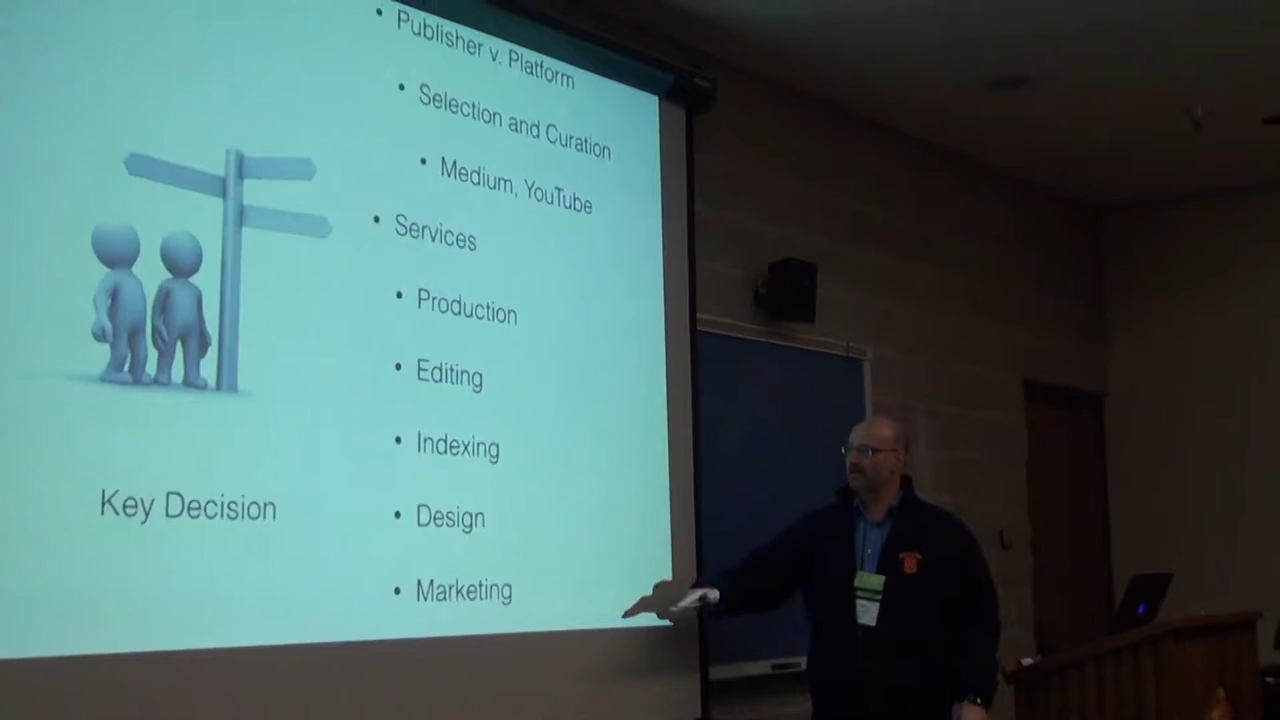 Publisher v. Platform
Selection and Curation
Medium, YouTube
Services
Production
Editing
Indexing
Design
Marketing
Key Decision